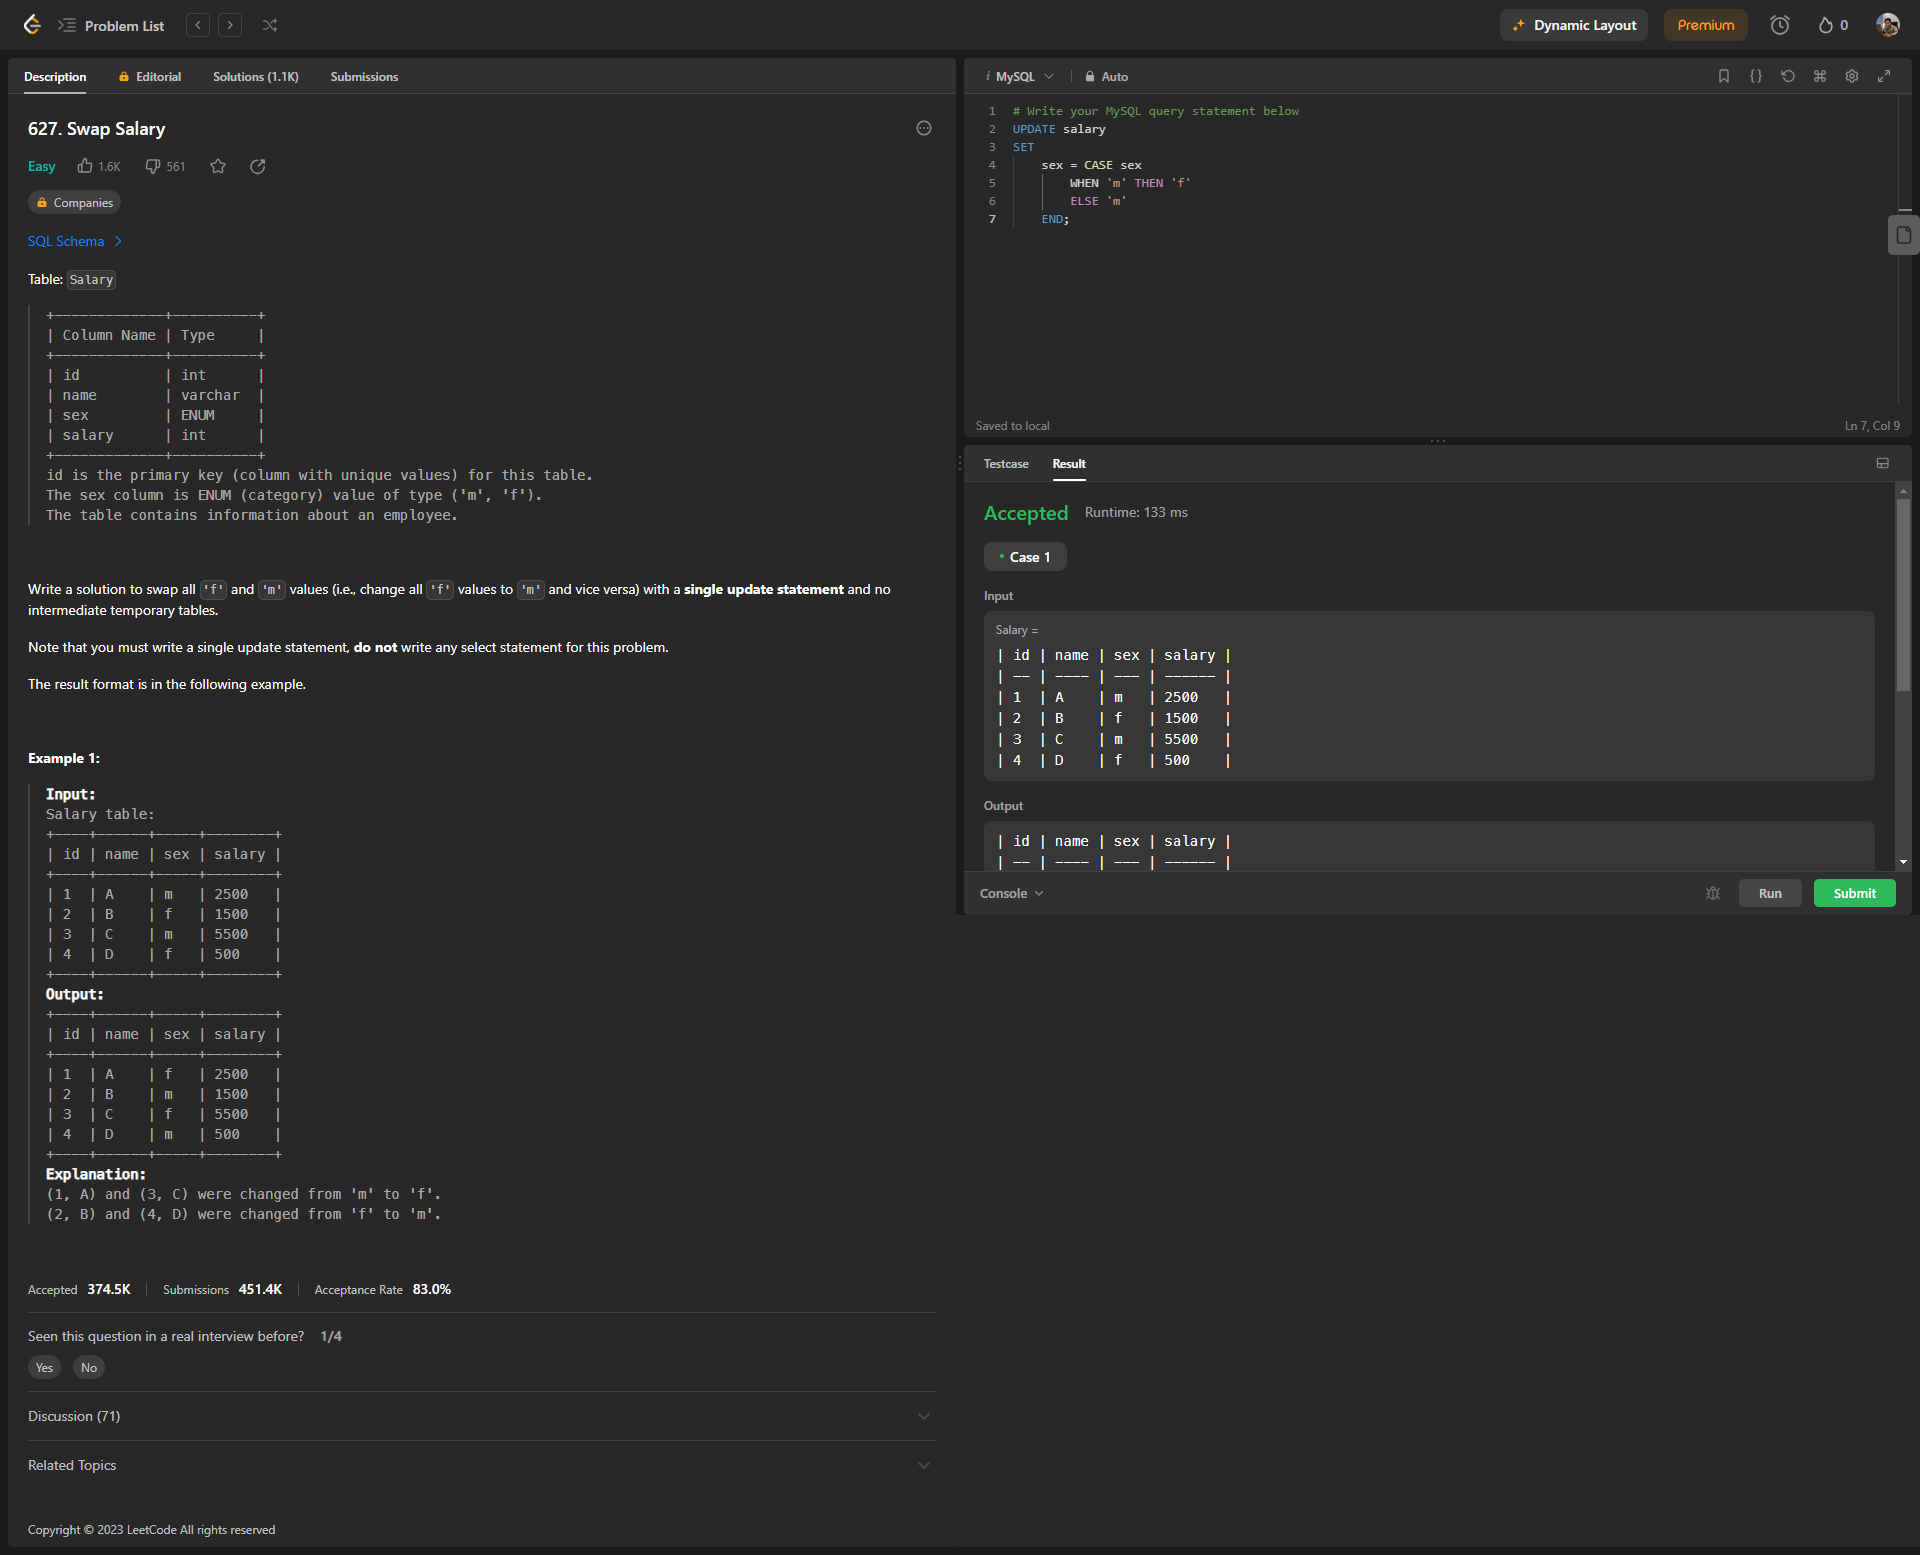 Problem List
Dynamic Layout
Premium
0
Description
Editorial
Solutions (1.1K)
Submissions
627. Swap Salary
Easy
1.6K
561
Companies
SQL Schema
Table: Salary
+-------------+----------+
| Column Name | Type     |
+-------------+----------+
| id          | int      |
| name        | varchar  |
| sex         | ENUM     |
| salary      | int      |
+-------------+----------+
id is the primary key (column with unique values) for this table.
The sex column is ENUM (category) value of type ('m', 'f').
The table contains information about an employee.
Write a solution to swap all 'f' and 'm' values (i.e., change all 'f' values to 'm' and vice versa) with a single update statement and no
intermediate temporary tables.
Note that you must write a single update statement, do not write any select statement for this problem.
The result format is in the following example.
Example 1:
Input:
Salary table:
+----+------+-----+--------+
| id | name | sex | salary |
+----+------+-----+--------+
| 1  | A    | m   | 2500   |
| 2  | B    | f   | 1500   |
| 3  | C    | m   | 5500   |
| 4  | D    | f   | 500    |
+----+------+-----+--------+
Output:
+----+------+-----+--------+
| id | name | sex | salary |
+----+------+-----+--------+
| 1  | A    | f   | 2500   |
| 2  | B    | m   | 1500   |
| 3  | C    | f   | 5500   |
| 4  | D    | m   | 500    |
+----+------+-----+--------+
Explanation:
(1, A) and (3, C) were changed from 'm' to 'f'.
(2, B) and (4, D) were changed from 'f' to 'm'.
Accepted 374.5K
Submissions 451.4K
Acceptance Rate 83.0%
Seen this question in a real interview before? 1/4
Yes
No
Discussion (71)
Related Topics
Copyright © 2023 LeetCode All rights reserved
i MySQL
Auto
1 # Write your MySQL query statement below
2 UPDATE salary
3 SET
4     sex = CASE sex
5         WHEN 'm' THEN 'f'
6         ELSE 'm'
7     END;
Saved to local
Ln 7, Col 9
Testcase
Result
Accepted
Runtime: 133 ms
Case 1
Input
Salary =
| id | name | sex | salary |
| -- | ---- | --- | ------ |
| 1  | A    | m   | 2500   |
| 2  | B    | f   | 1500   |
| 3  | C    | m   | 5500   |
| 4  | D    | f   | 500    |
Output
| id | name | sex | salary |
| -- | ---- | --- | ------ |
Console
Run
Submit